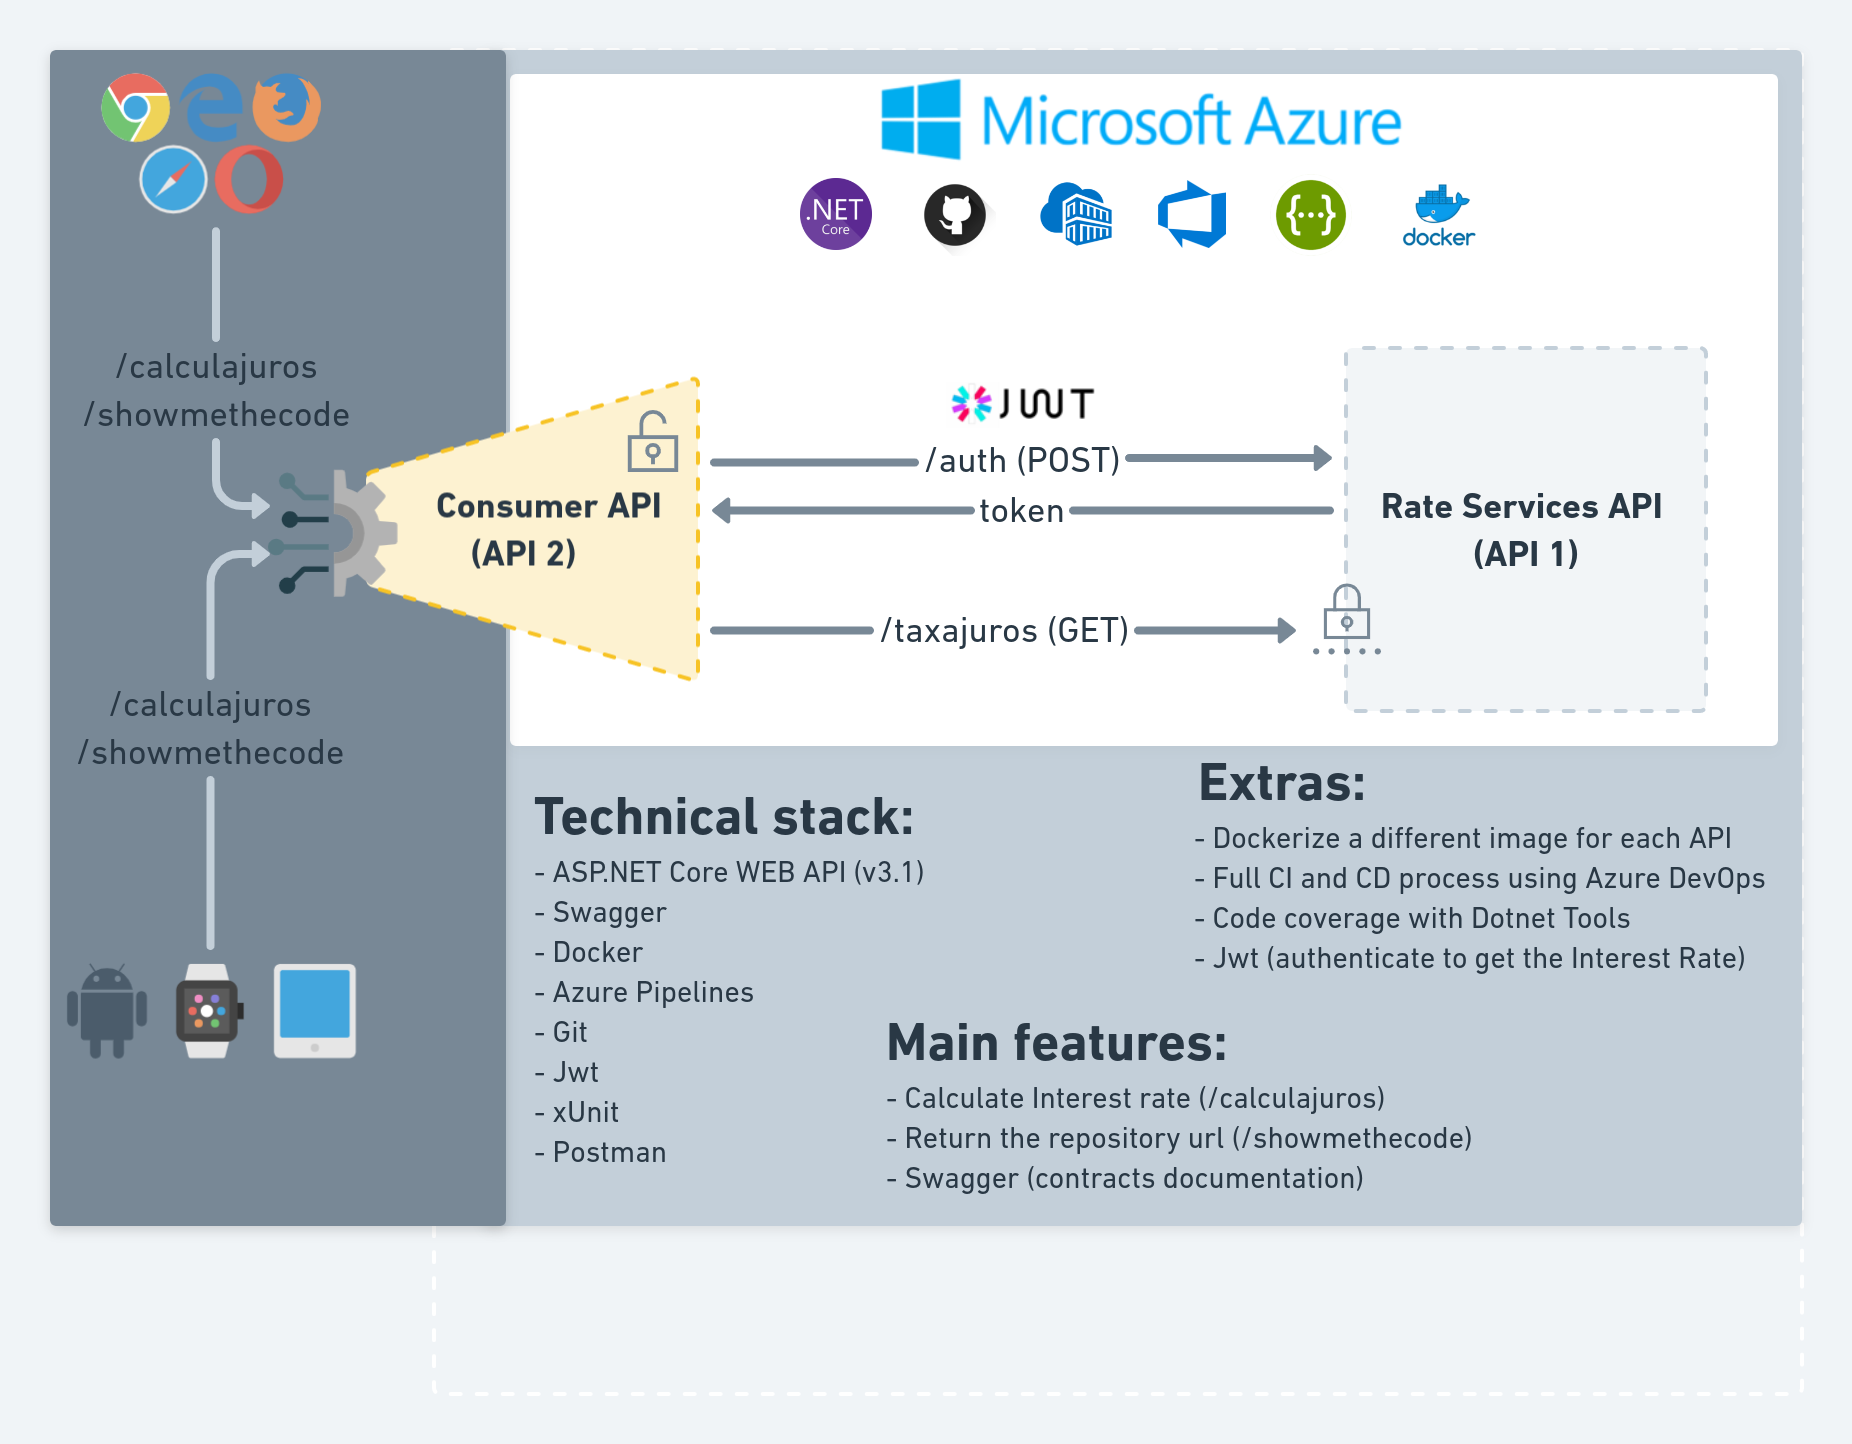 Microsoft Azure
.NET
Core
docker
/calculajuros
/showmethecode
JWT
/auth (POST)
token
/taxajuros (GET)
Consumer API
(API 2)
Rate Services API
(API 1)
/calculajuros
/showmethecode
Technical stack:
- ASP.NET Core WEB API (v3.1)
- Swagger
- Docker
- Azure Pipelines
- Git
- Jwt
- xUnit
- Postman
Extras:
- Dockerize a different image for each API
- Full CI and CD process using Azure DevOps
- Code coverage with Dotnet Tools
- Jwt (authenticate to get the Interest Rate)
Main features:
- Calculate Interest rate (/calculajuros)
- Return the repository url (/showmethecode)
- Swagger (contracts documentation)